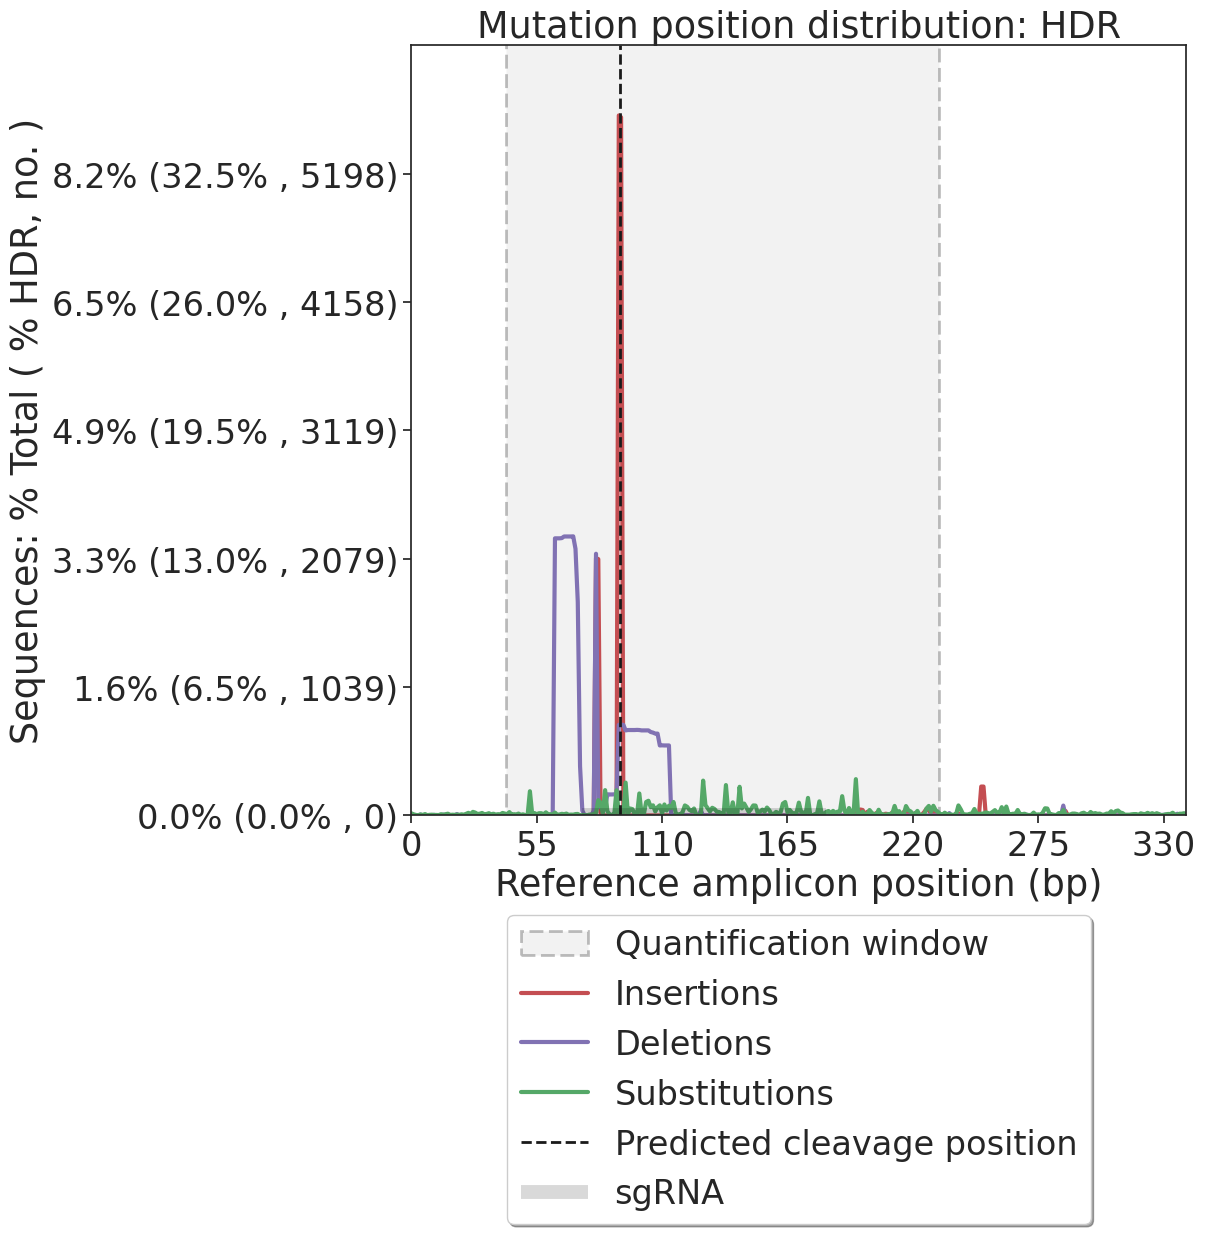 Mutation position distribution: HDR
Sequences: % Total ( % HDR, no. )
8.2% (32.5% , 5198)
6.5% (26.0% , 4158)
4.9% (19.5% , 3119)
3.3% (13.0% , 2079)
1.6% (6.5% , 1039)
0.0% (0.0% , 0)
0 55 110 165 220 275 330
Reference amplicon position (bp)
Quantification window
Insertions
Deletions
Substitutions
Predicted cleavage position
sgRNA